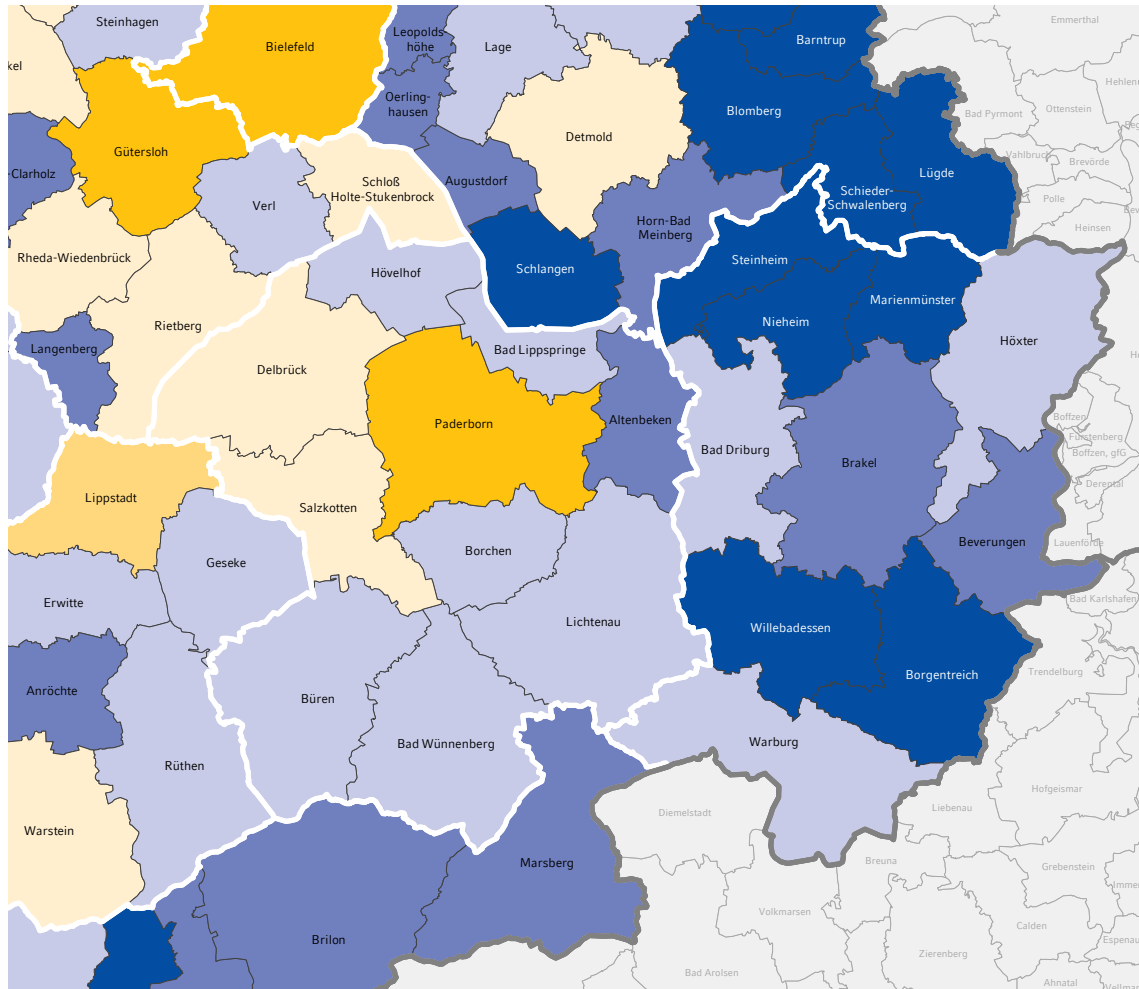 Steinhagen
Leopolds
höhe
Bielefeld
Lage
Barntrup
Emmerthal
kel
Oerling-
hausen
Blomberg
Ottenstein
Bad Pyrmont
Detmold
Gütersloh
Vahlbruch
Brevörde
-Clarholz
Augustdorf
Lügde
Schloß
Holte-Stukenbrock
Schieder-
Schwalenberg
Verl
Polle
Horn-Bad
Meinberg
Heinsen
Rheda-Wiedenbrück
Steinheim
Hövelhof
Schlangen
Marienmünster
Rietberg
Nieheim
Höxter
Langenberg
Bad Lippspringe
Delbrück
Boffzen
Paderborn
Altenbeken
Fürstenberg
Bad Driburg
Boffzen, gfG
Brakel
Derental
Lippstadt
Salzkotten
Beverungen
Lauenförde
Borchen
Geseke
Bad Karlshafen
Erwitte
Lichtenau
Willebadessen
Trendelburg
Borgentreich
Anröchte
Büren
Bad Wünnenberg
Warburg
Rüthen
Hofgeismar
Liebenau
Diemelstadt
Warstein
Marsberg
Breuna
Grebenstein
Imme
Volkmarsen
Calden
Brilon
Espenau
Zierenberg
Bad Arolsen
Ahnatal
Vellmar